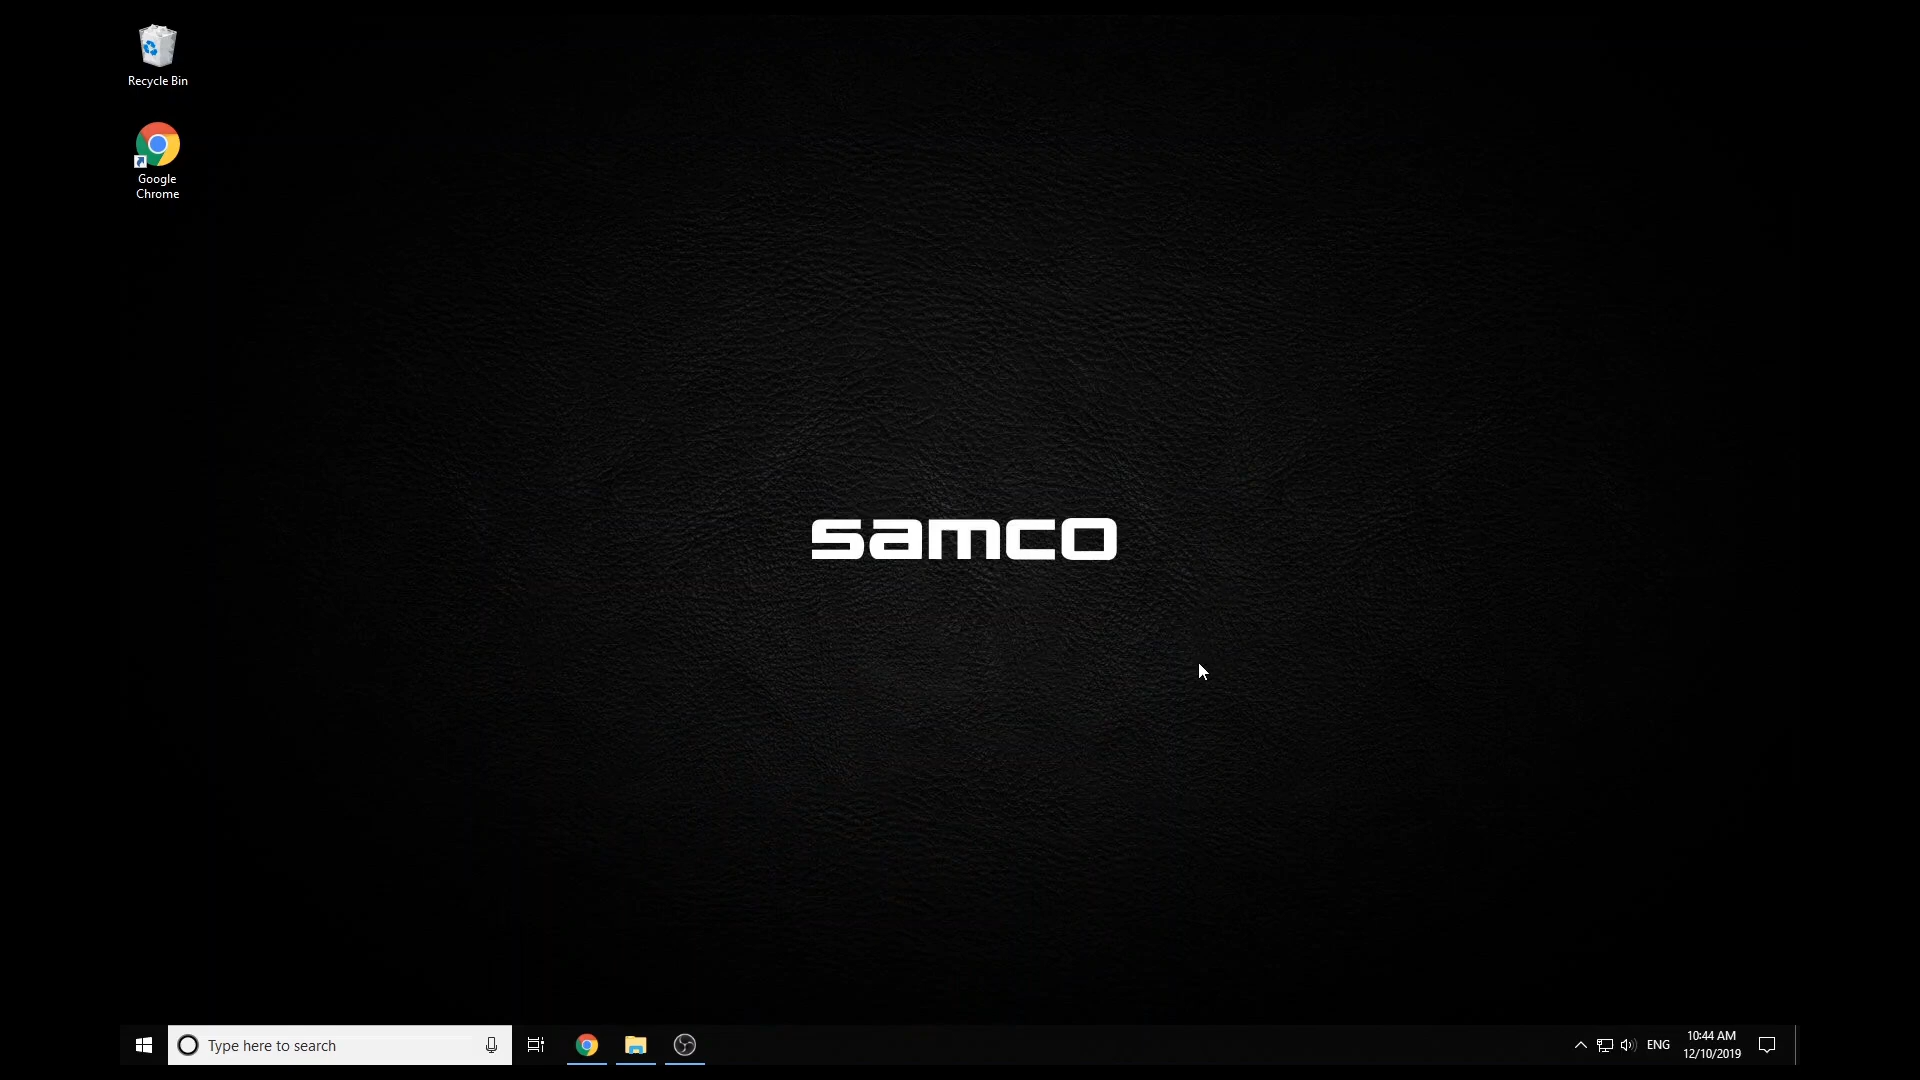 Recycle Bin
Google
Chrome
samco
Type here to search
ENG
10:44 AM
12/10/2019